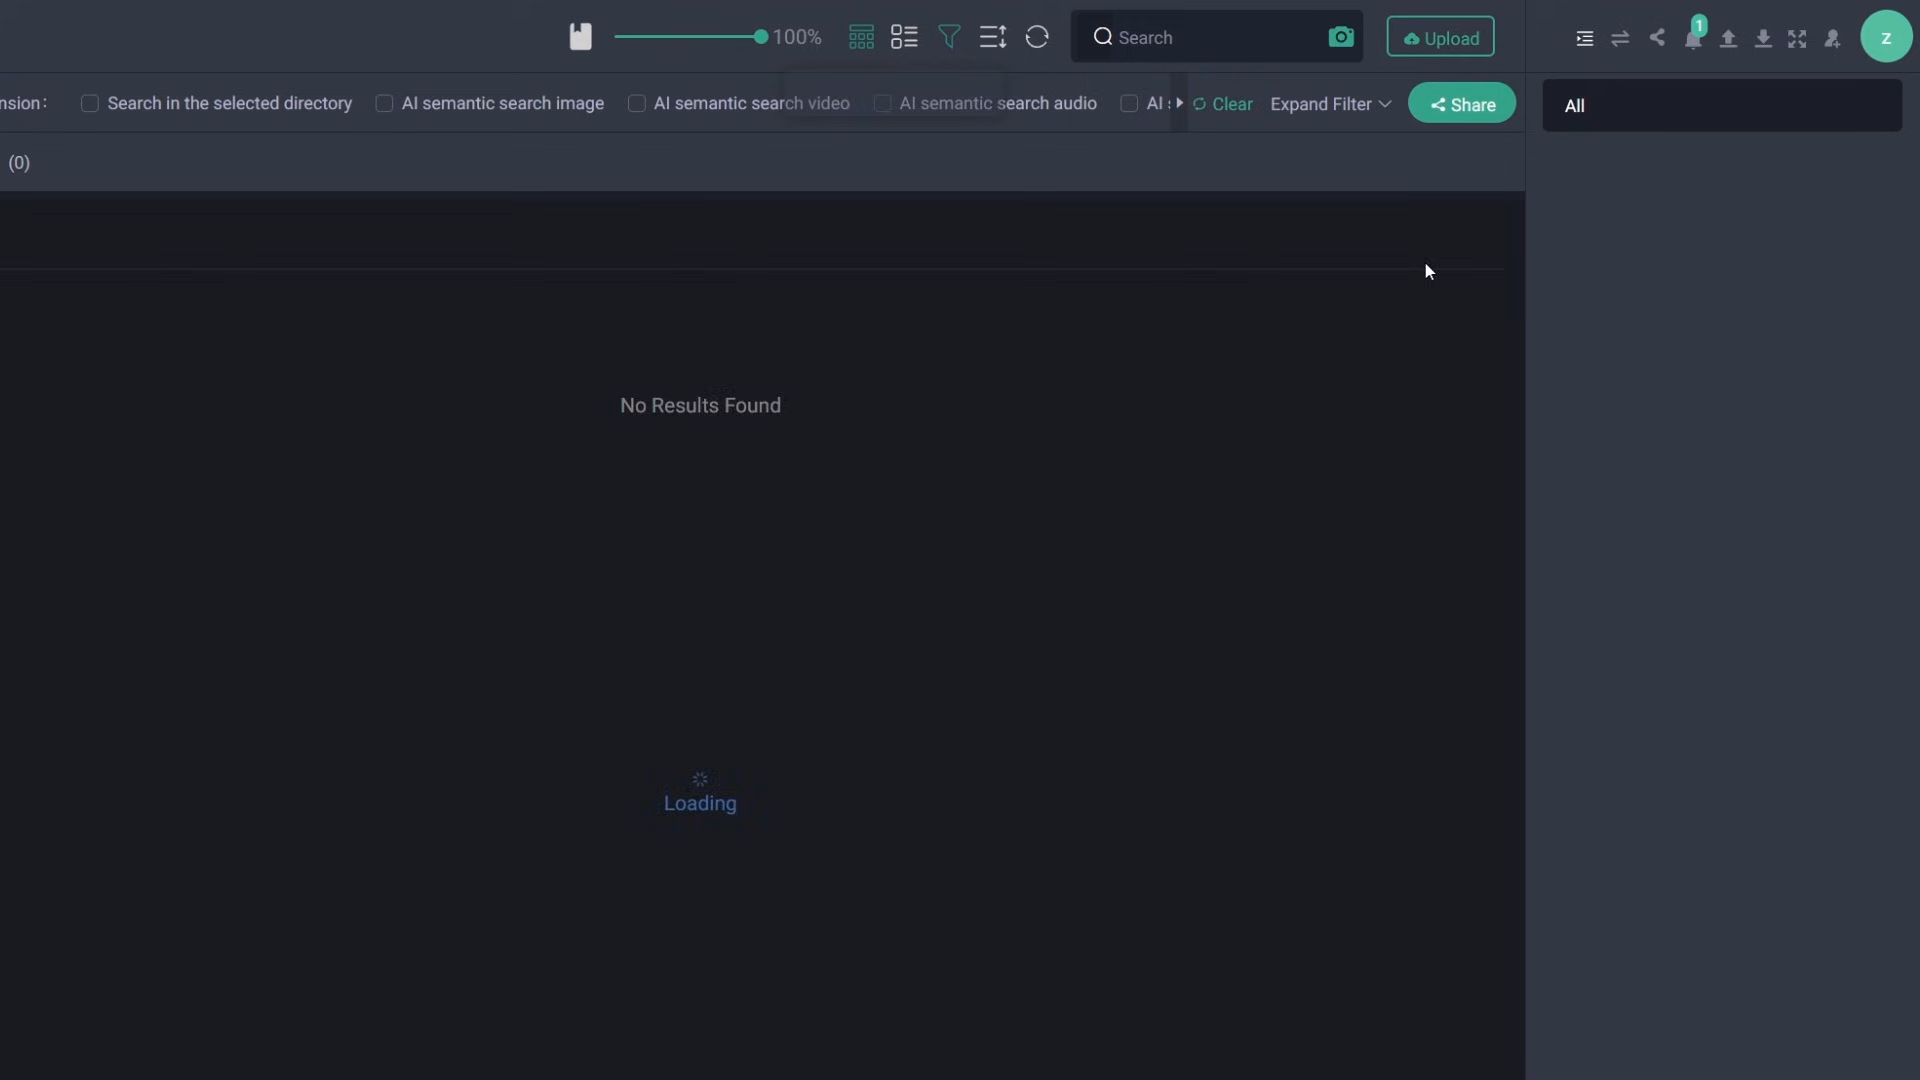 100%
Search
Upload
1
z
nsion:
Search in the selected directory
AI semantic search image
AI semantic search video
AI semantic search audio
AI
Clear
Expand Filter
Share
All
(0)
No Results Found
Loading